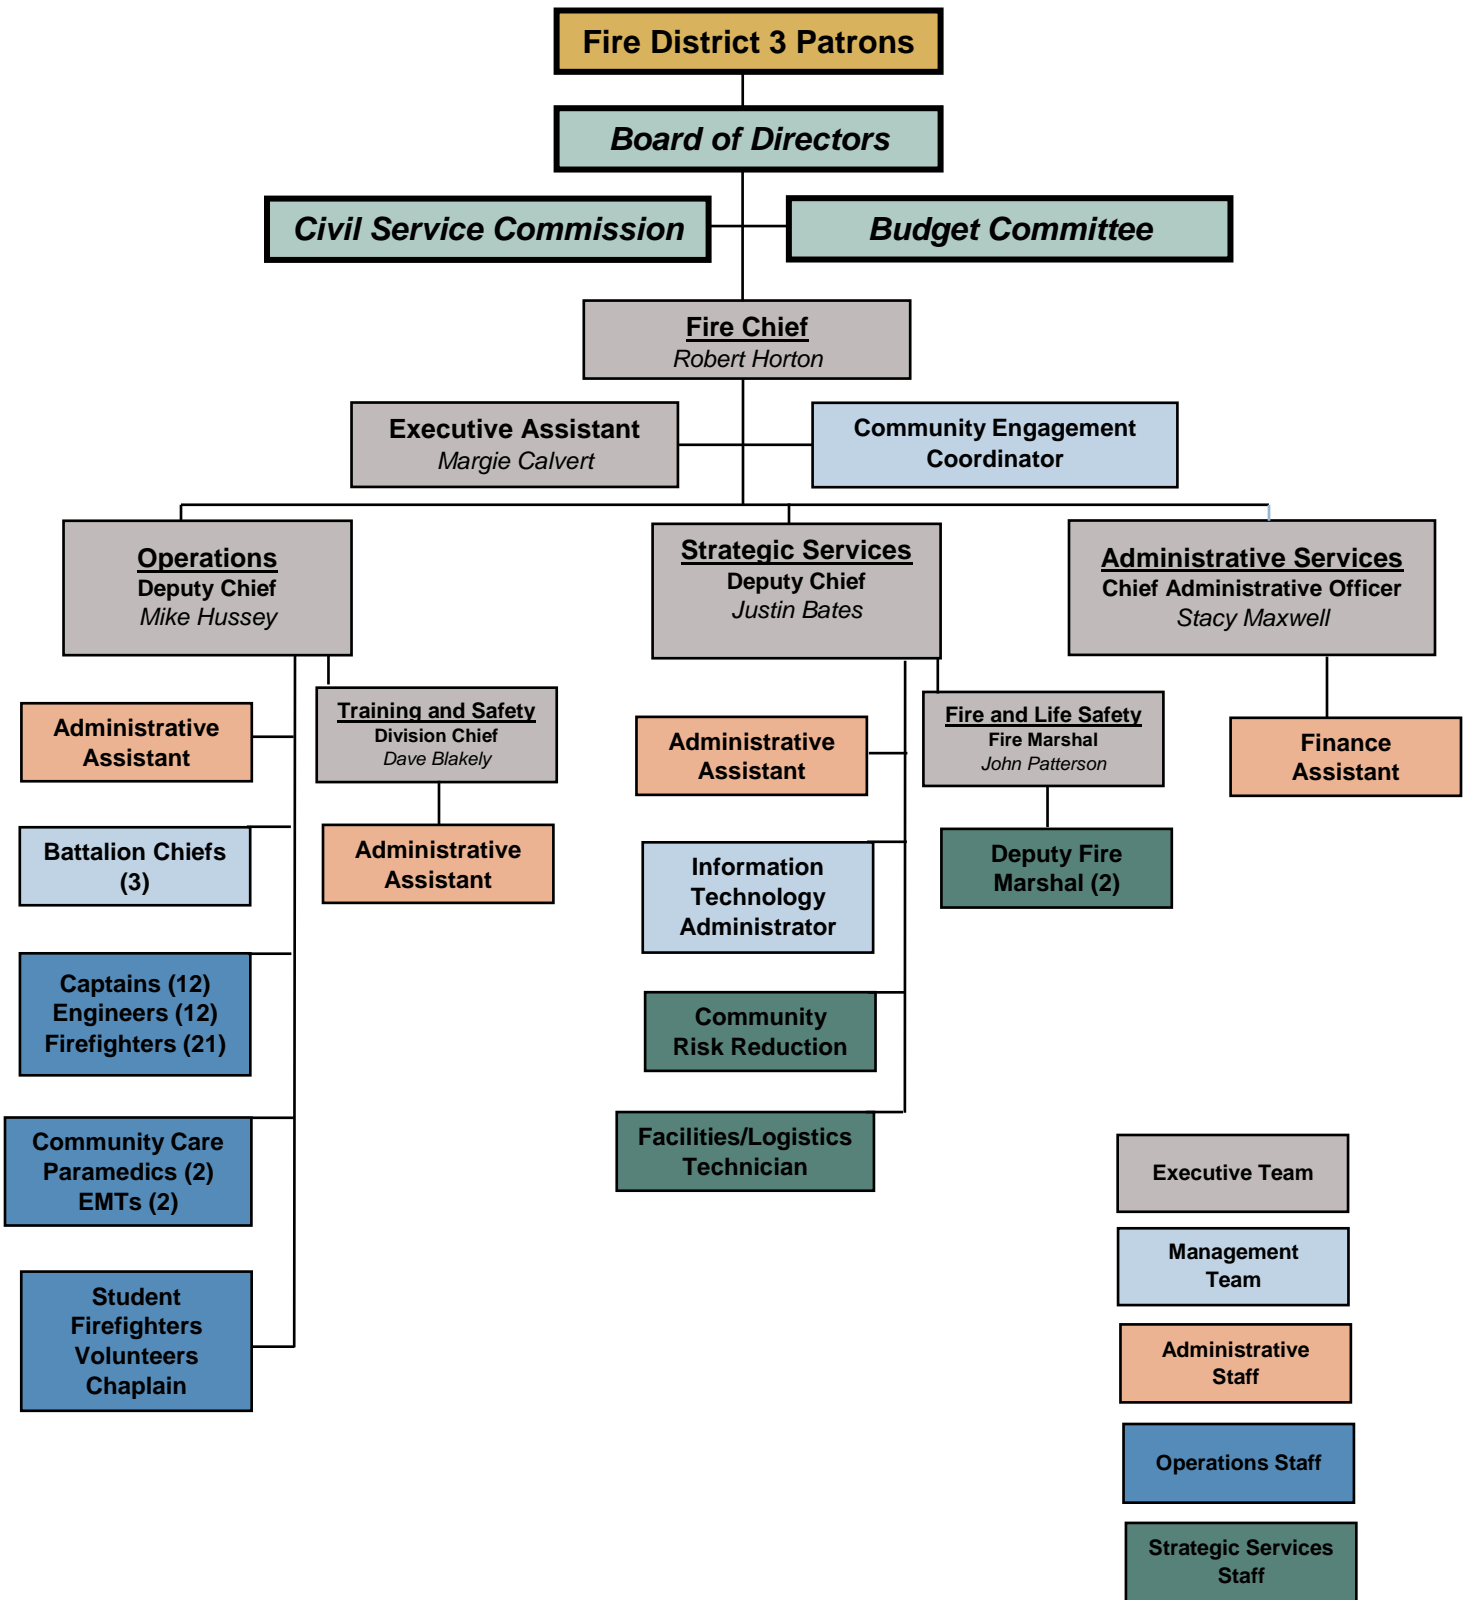 Fire District 3 Patrons
Board of Directors
Civil Service Commission
Budget Committee
Fire Chief
Robert Horton
Executive Assistant
Margie Calvert
Community Engagement
Coordinator
Operations
Deputy Chief
Mike Hussey
Strategic Services
Deputy Chief
Justin Bates
Administrative Services
Chief Administrative Officer
Stacy Maxwell
Administrative
Assistant
Training and Safety
Division Chief
Dave Blakely
Administrative
Assistant
Fire and Life Safety
Fire Marshal
John Patterson
Finance
Assistant
Battalion Chiefs
(3)
Administrative
Assistant
Information
Technology
Administrator
Deputy Fire
Marshal (2)
Captains (12)
Engineers (12)
Firefighters (21)
Community
Risk Reduction
Community Care
Paramedics (2)
EMTs (2)
Facilities/Logistics
Technician
Student
Firefighters
Volunteers
Chaplain
Executive Team
Management
Team
Administrative
Staff
Operations Staff
Strategic Services
Staff